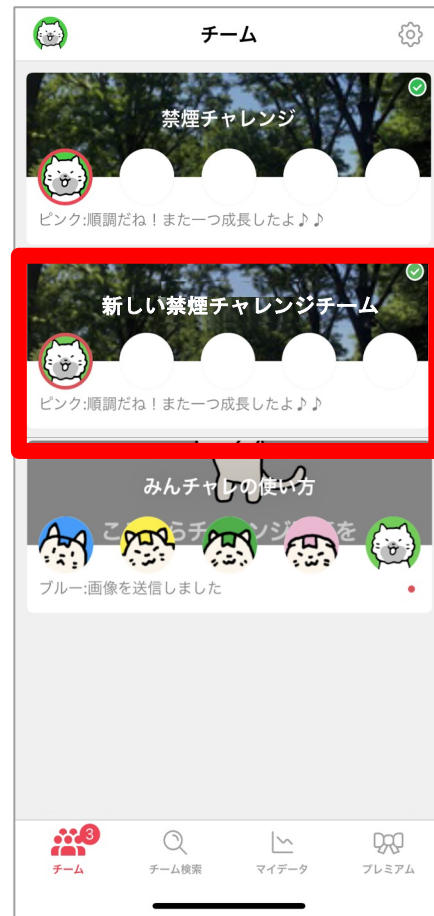 チーム
禁煙チャレンジ
ピンク:順調だね！また一つ成長したよ♪♪
新しい禁煙チャレンジチーム
ピンク:順調だね！また一つ成長したよ♪♪
みんチャレの使い方
ブルー:画像を送信しました
3
チーム
チーム検索
マイデータ
プレミアム